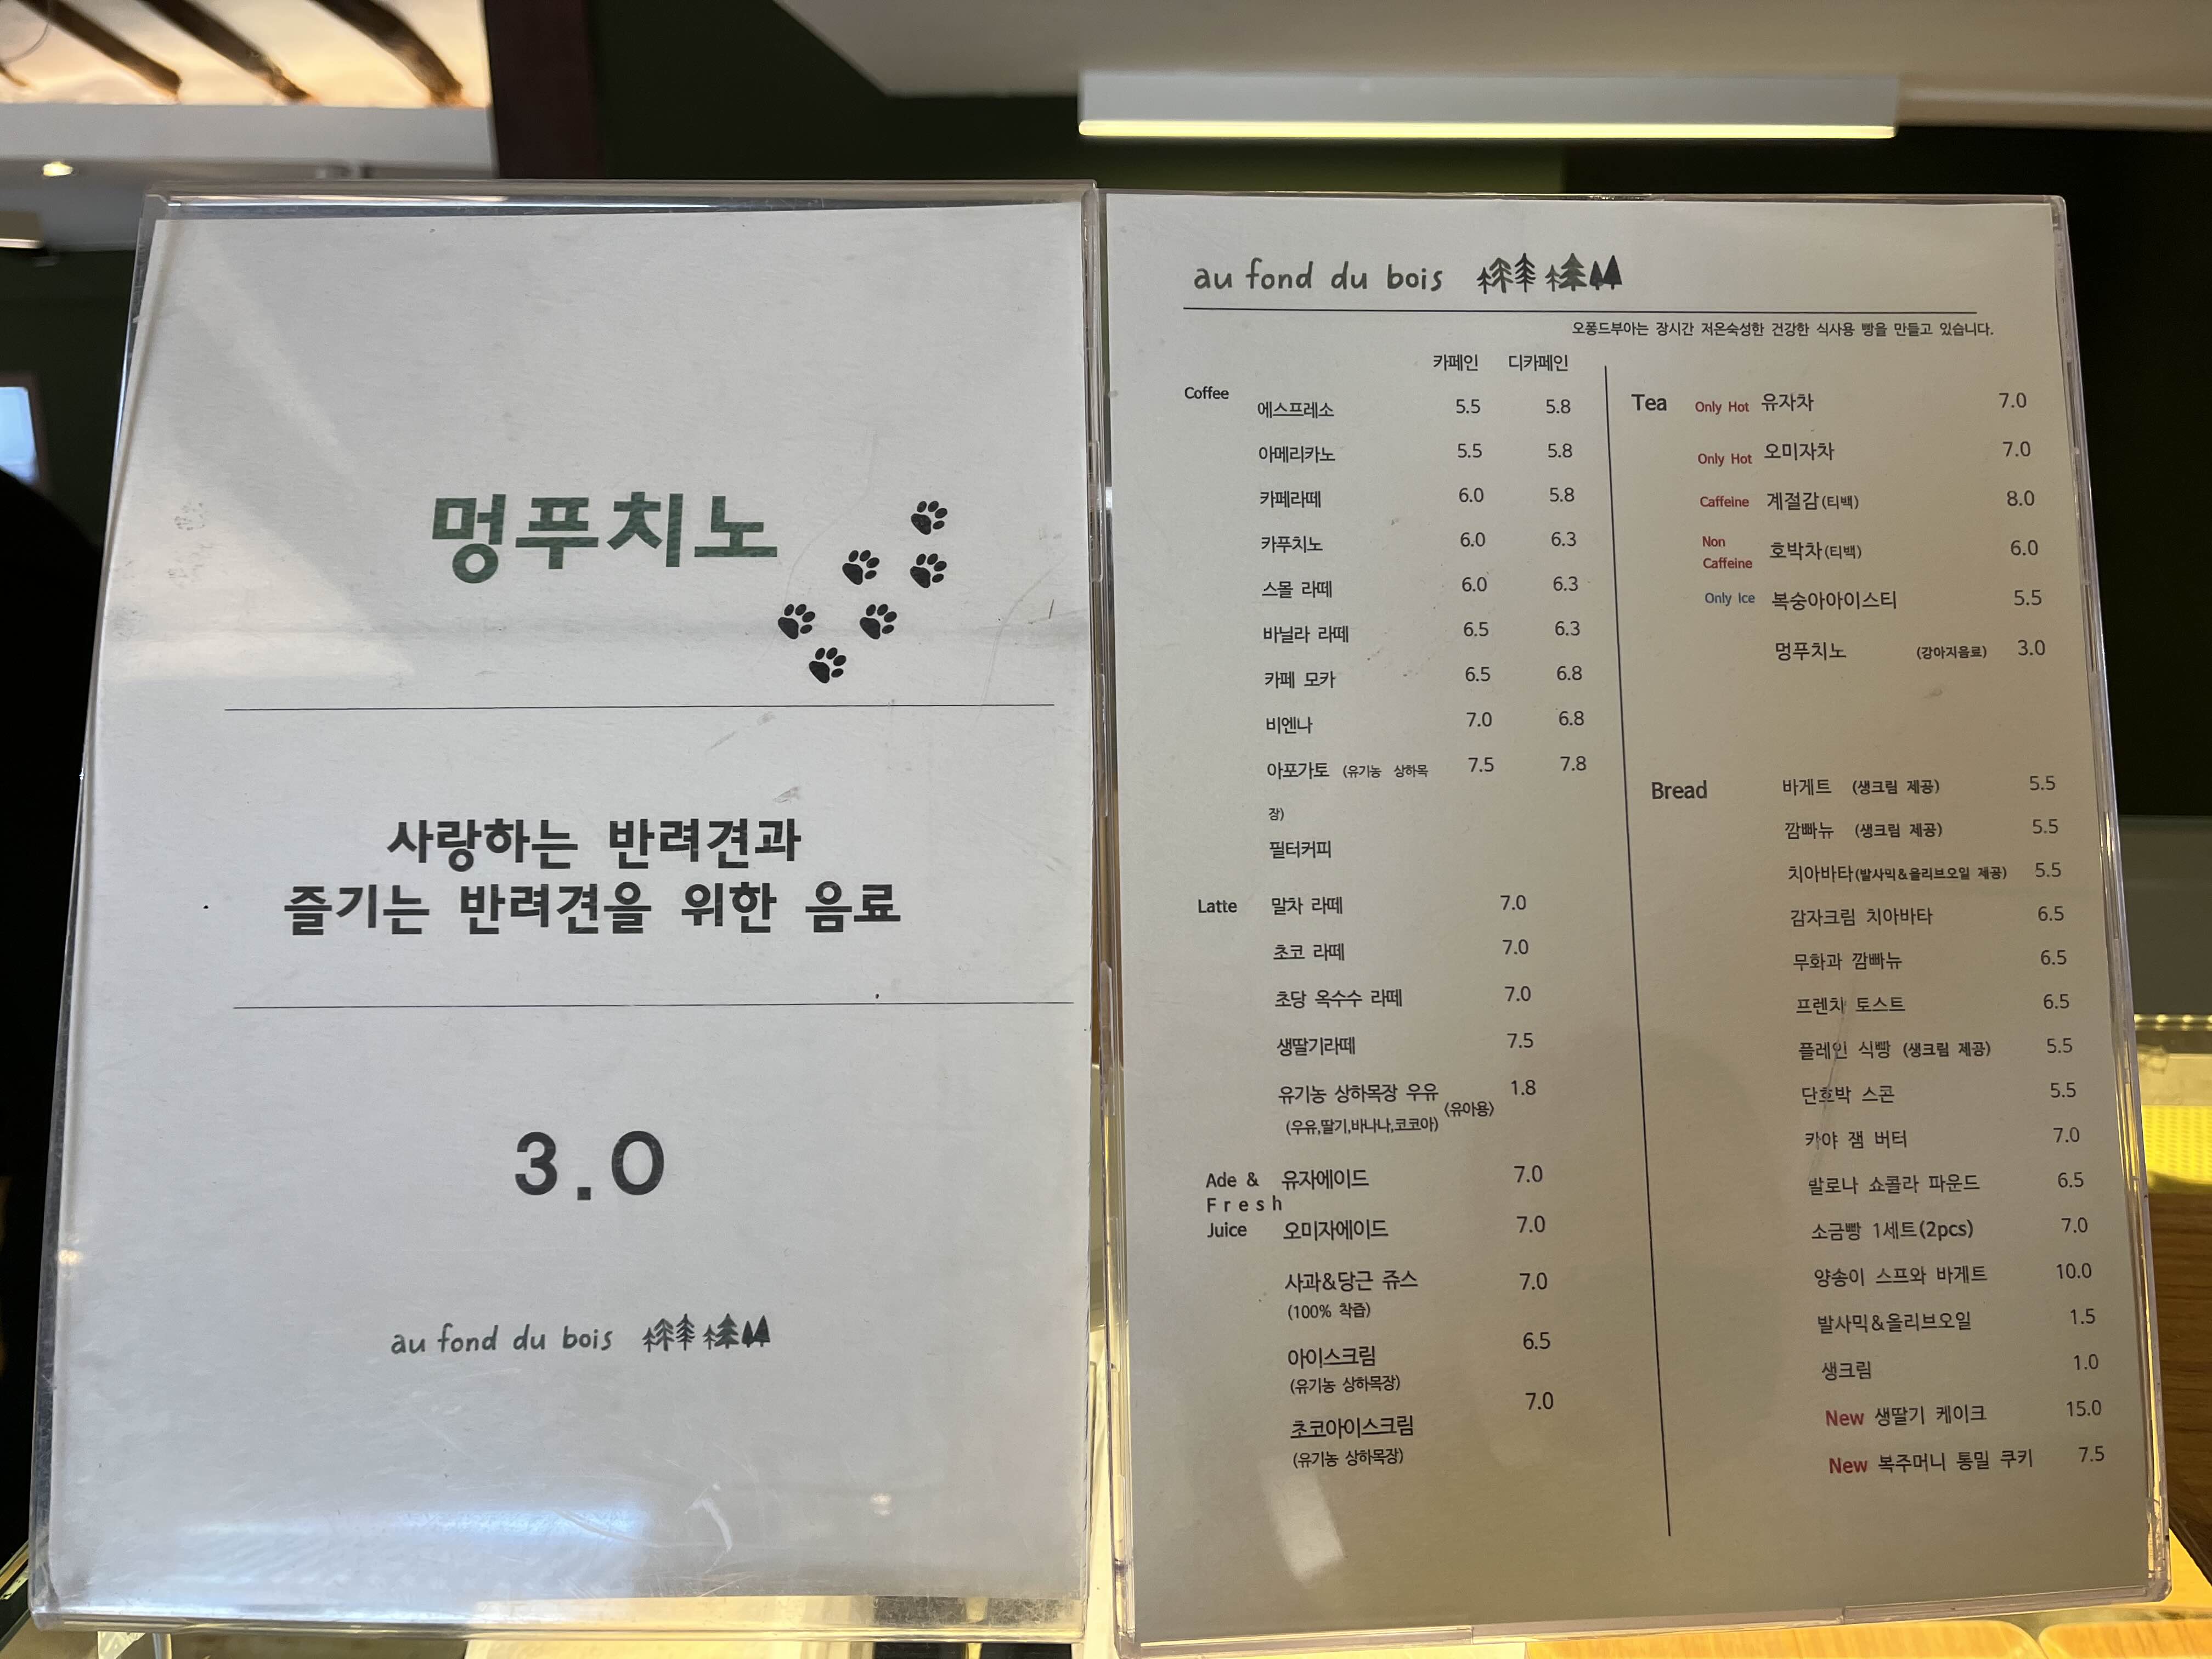 멍푸치노
사랑하는 반려견과
즐기는 반려견을 위한 음료
3.0
au fond du bois
au fond du bois
오퐁드부아는 장시간 저온숙성한 건강한 식사용 빵을 만들고 있습니다.
카페인 디카페인
Coffee
에스프레소 5.5 5.8
아메리카노 5.5 5.8
카페라떼 6.0 5.8
카푸치노 6.0 6.3
스몰 라떼 6.0 6.3
바닐라 라떼 6.5 6.3
카페 모카 6.5 6.8
비엔나 7.0 6.8
아포가토 (유기농 상하목 7.5 7.8
장)
필터커피
Latte 말차 라떼 7.0
초코 라떼 7.0
초당 옥수수 라떼 7.0
생딸기라떼 7.5
유기농 상하목장 우유 1.8
(우유,딸기,바나나,코코아) (유아용)
Ade & 유자에이드 7.0
Fresh
Juice 오미자에이드 7.0
사과&당근 쥬스 7.0
(100% 착즙)
아이스크림 6.5
(유기농 상하목장)
초코아이스크림 7.0
(유기농 상하목장)
Tea Only Hot 유자차 7.0
Only Hot 오미자차 7.0
Caffeine 계절감(티백) 8.0
Non
Caffeine 호박차(티백) 6.0
Only Ice 복숭아아이스티 5.5
멍푸치노 (강아지음료) 3.0
Bread 바게트 (생크림 제공) 5.5
깜빠뉴 (생크림 제공) 5.5
치아바타(발사믹&올리브오일 제공) 5.5
감자크림 치아바타 6.5
무화과 깜빠뉴 6.5
프렌치 토스트 6.5
플레인 식빵 (생크림 제공) 5.5
단호박 스콘 5.5
카야 잼 버터 7.0
발로나 쇼콜라 파운드 6.5
소금빵 1세트(2pcs) 7.0
양송이 스프와 바게트 10.0
발사믹&올리브오일 1.5
생크림 1.0
New 생딸기 케이크 15.0
New 복주머니 통밀 쿠키 7.5